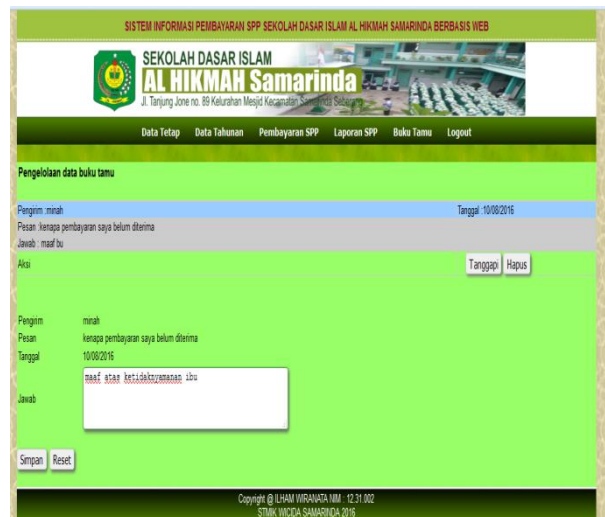 SISTEM INFORMASI PEMBAYARAN SPP SEKOLAH DASAR ISLAM AL HIKMAH SAMARINDA BERBASIS WEB
SEKOLAH DASAR ISLAM
AL HIKMAH Samarinda
Jl. Tanjung Jone no. 89 Kelurahan Mesjid Kecamatan Samarinda Seberang
Data Tetap Data Tahunan Pembayaran SPP Laporan SPP Buku Tamu Logout
Pengelolaan data buku tamu
Pengirim :minah Tanggal :10/08/2016
Pesan :kenapa pembayaran saya belum diterima
Jawab : maaf bu
Aksi Tanggapi Hapus
Pengirim minah
Pesan kenapa pembayaran saya belum diterima
Tanggal 10/08/2016
Jawab maaf atas ketidaknyamanan ibu
Simpan Reset
Copyright @ ILHAM WIRANATA NIM : 12.31.002
STMIK WICIDA SAMARINDA 2016